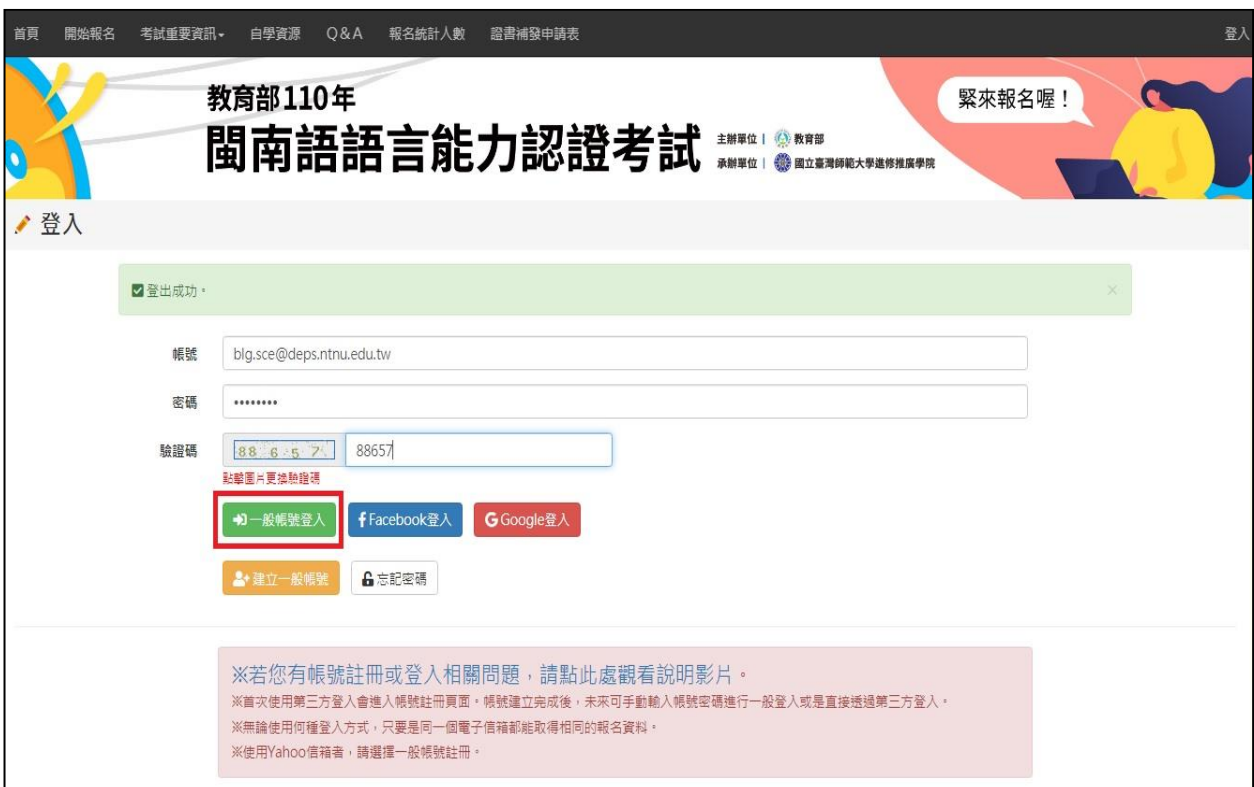 首頁 開始報名 考試重要資訊 自學資源 Q&A 報名統計人數 證書補發申請表 登入
教育部110年
閩南語語言能力認證考試
主辦單位｜ 教育部
承辦單位｜ 國立臺灣師範大學進修推廣學院
緊來報名喔！
登入
登出成功。 ×
帳號 blg.sce@deps.ntnu.edu.tw
密碼 ••••••••
驗證碼 88657 88657
點擊圖片更換驗證碼
一般帳號登入 Facebook登入 Google登入
建立一般帳號 忘記密碼
※若您有帳號註冊或登入相關問題，請點此處觀看說明影片。
※首次使用第三方登入會進入帳號註冊頁面。帳號建立完成後，未來可手動輸入帳號密碼進行一般登入或是直接透過第三方登入。
※無論使用何種登入方式，只要是同一個電子信箱都能取得相同的報名資料。
※使用Yahoo信箱者，請選擇一般帳號註冊。